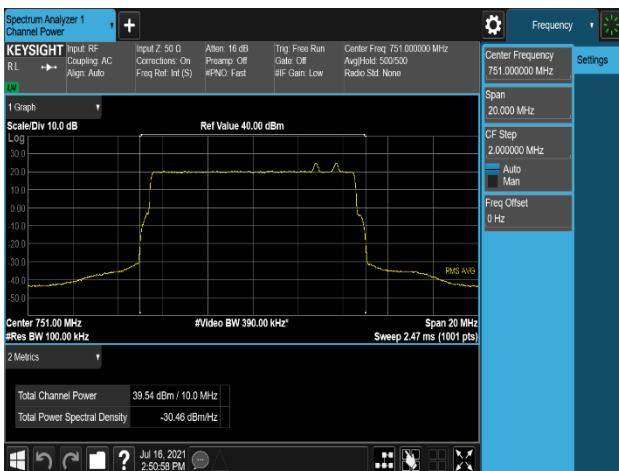 Spectrum Analyzer 1
Channel Power
Frequency
KEYSIGHT
RL
LW
Input: RF
Coupling: AC
Align: Auto
Input Z: 50 Ω
Corrections: On
Freq Ref: Int (S)
Atten: 16 dB
Preamp: Off
#PNO: Fast
Trig: Free Run
Gate: Off
#IF Gain: Low
Center Freq: 751.000000 MHz
Avg|Hold: 500/500
Radio Std: None
Center Frequency
751.000000 MHz
Settings
Span
20.000 MHz
CF Step
2.000000 MHz
Auto
Man
Freq Offset
0 Hz
1 Graph
Scale/Div 10.0 dB
Ref Value 40.00 dBm
Log
30.0
20.0
10.0
0.00
-10.0
-20.0
-30.0
-40.0
-50.0
RMS AVG
Center 751.00 MHz
#Video BW 390.00 kHz*
Span 20 MHz
#Res BW 100.00 kHz
Sweep 2.47 ms (1001 pts)
2 Metrics
Total Channel Power 39.54 dBm / 10.0 MHz
Total Power Spectral Density -30.46 dBm/Hz
?
Jul 16, 2021
2:50:58 PM